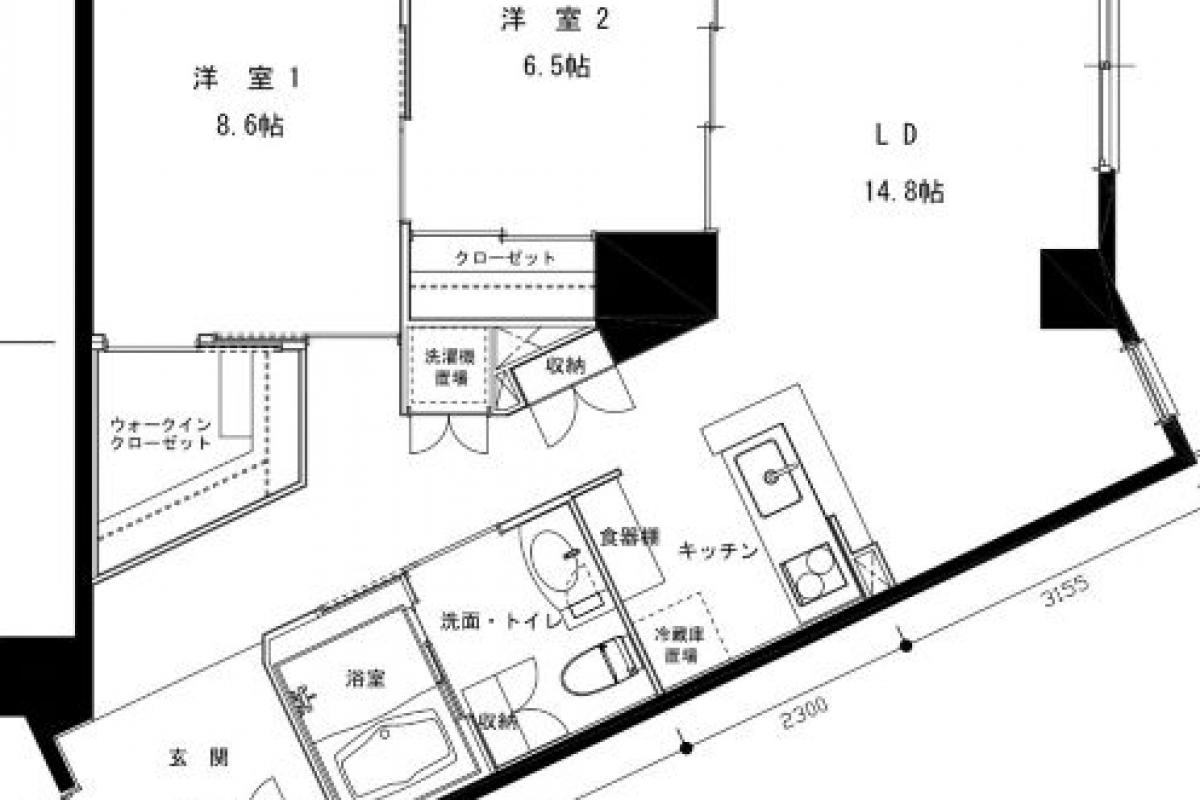 洋 室 2
6.5帖
洋 室 1
8.6帖
L D
14.8帖
クローゼット
洗濯機
置場
収納
ウォークイン
クローゼット
食器棚
キッチン
洗面・トイレ
冷蔵庫
置場
浴室
収納
玄 関
3155
2300